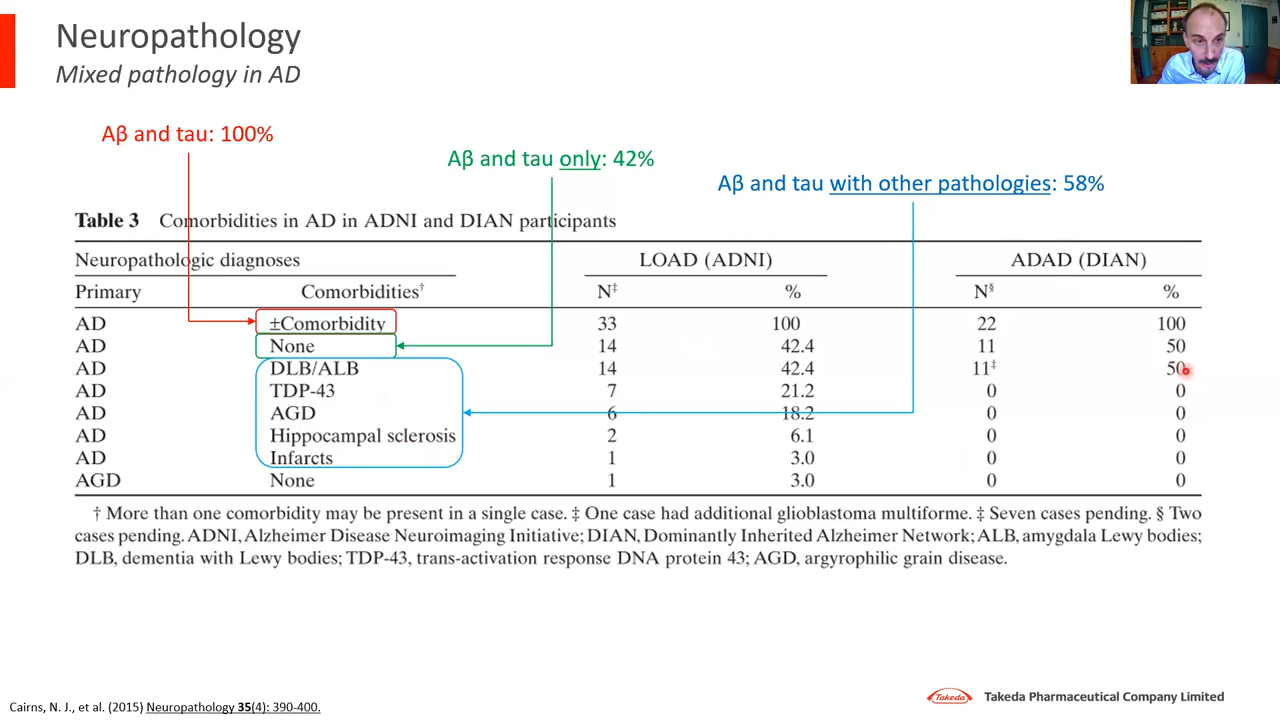 Neuropathology
Mixed pathology in AD
Aβ and tau: 100%
Aβ and tau only: 42%
Aβ and tau with other pathologies: 58%
Table 3 Comorbidities in AD in ADNI and DIAN participants
Neuropathologic diagnoses LOAD (ADNI) ADAD (DIAN)
Primary Comorbidities† N‡ % N§ %
AD ±Comorbidity 33 100 22 100
AD None 14 42.4 11 50
AD DLB/ALB 14 42.4 11‡ 50
AD TDP-43 7 21.2 0 0
AD AGD 6 18.2 0 0
AD Hippocampal sclerosis 2 6.1 0 0
AD Infarcts 1 3.0 0 0
AGD None 1 3.0 0 0
† More than one comorbidity may be present in a single case. ‡ One case had additional glioblastoma multiforme. ‡ Seven cases pending. § Two
cases pending. ADNI, Alzheimer Disease Neuroimaging Initiative; DIAN, Dominantly Inherited Alzheimer Network; ALB, amygdala Lewy bodies;
DLB, dementia with Lewy bodies; TDP-43, trans-activation response DNA protein 43; AGD, argyrophilic grain disease.
Takeda Takeda Pharmaceutical Company Limited
Cairns, N. J., et al. (2015) Neuropathology 35(4): 390-400.